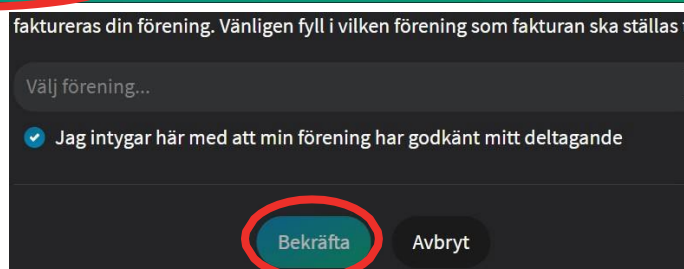 faktureras din förening. Vänligen fyll i vilken förening som fakturan ska ställas
Välj förening...
Jag intygar här med att min förening har godkänt mitt deltagande
Bekräfta
Avbryt